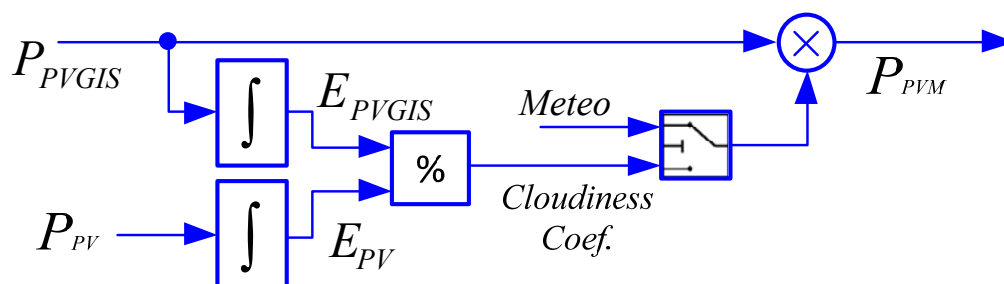 P_PVGIS
∫
E_PVGIS
Meteo
P_PVM
%
Cloudiness
Coef.
P_PV
∫
E_PV